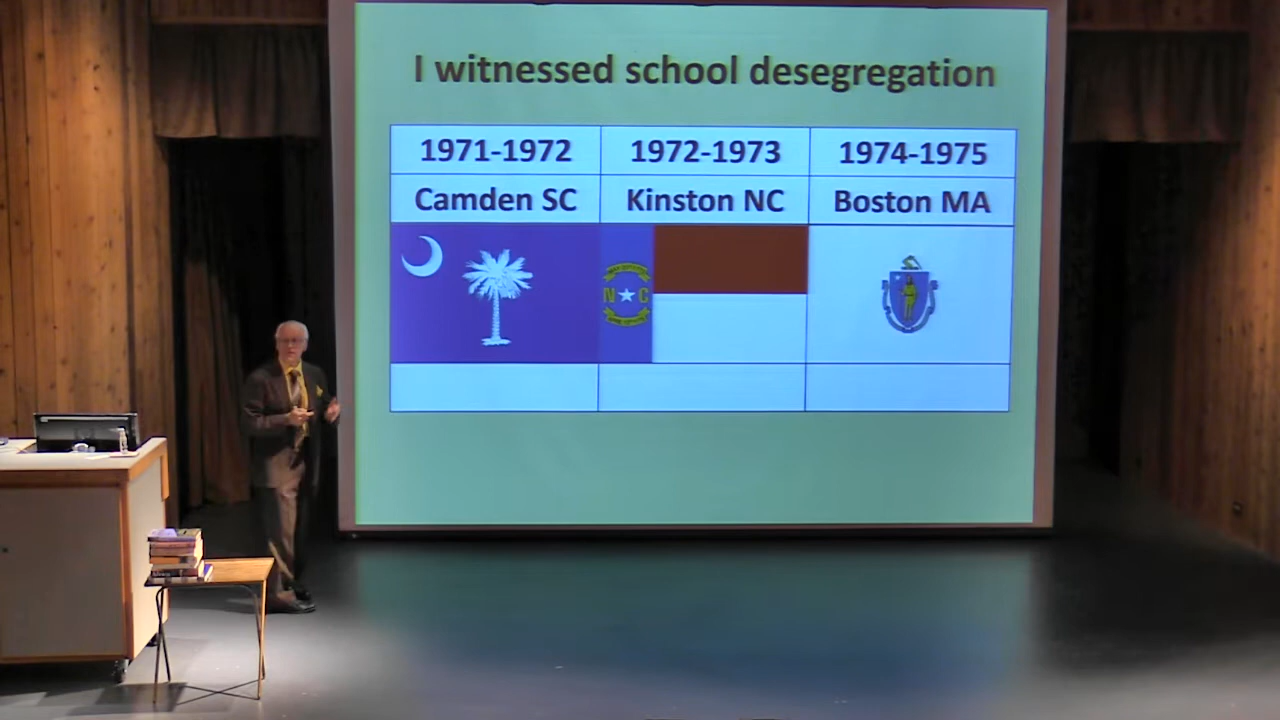 I witnessed school desegregation
1971-1972 1972-1973 1974-1975
Camden SC Kinston NC Boston MA
N C